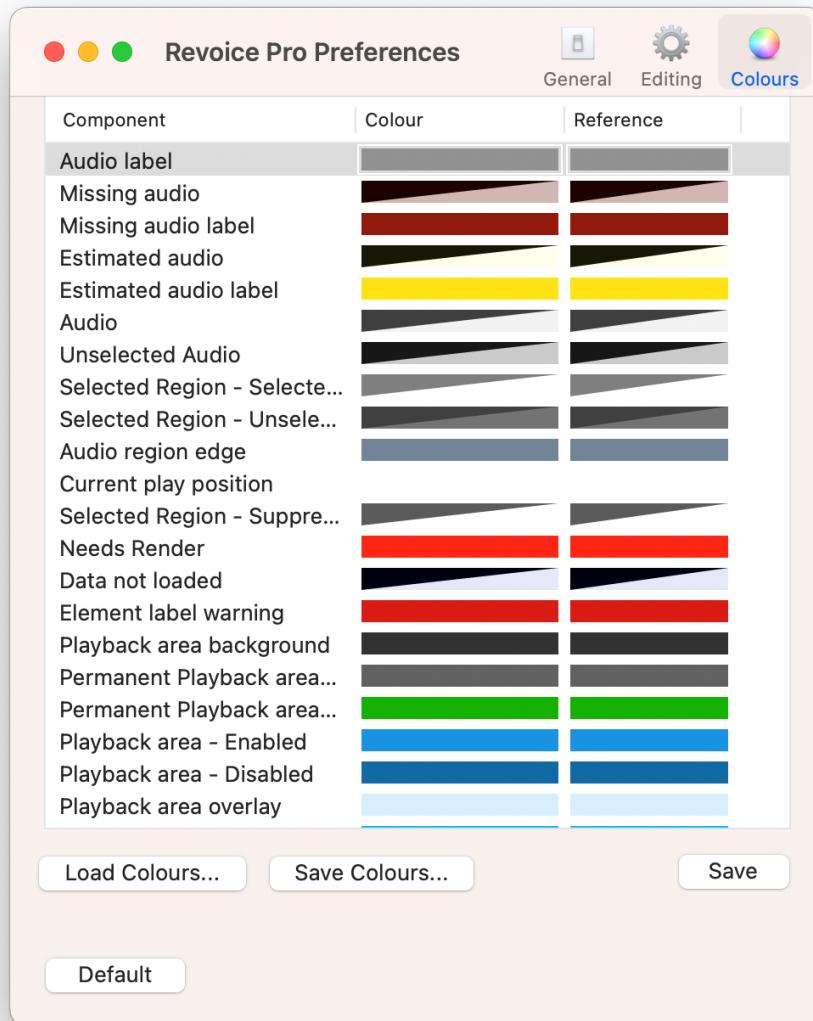 Revoice Pro Preferences
General
Editing
Colours
Component Colour Reference
Audio label
Missing audio
Missing audio label
Estimated audio
Estimated audio label
Audio
Unselected Audio
Selected Region - Selecte...
Selected Region - Unsele...
Audio region edge
Current play position
Selected Region - Suppre...
Needs Render
Data not loaded
Element label warning
Playback area background
Permanent Playback area...
Permanent Playback area...
Playback area - Enabled
Playback area - Disabled
Playback area overlay
Load Colours... Save Colours... Save
Default